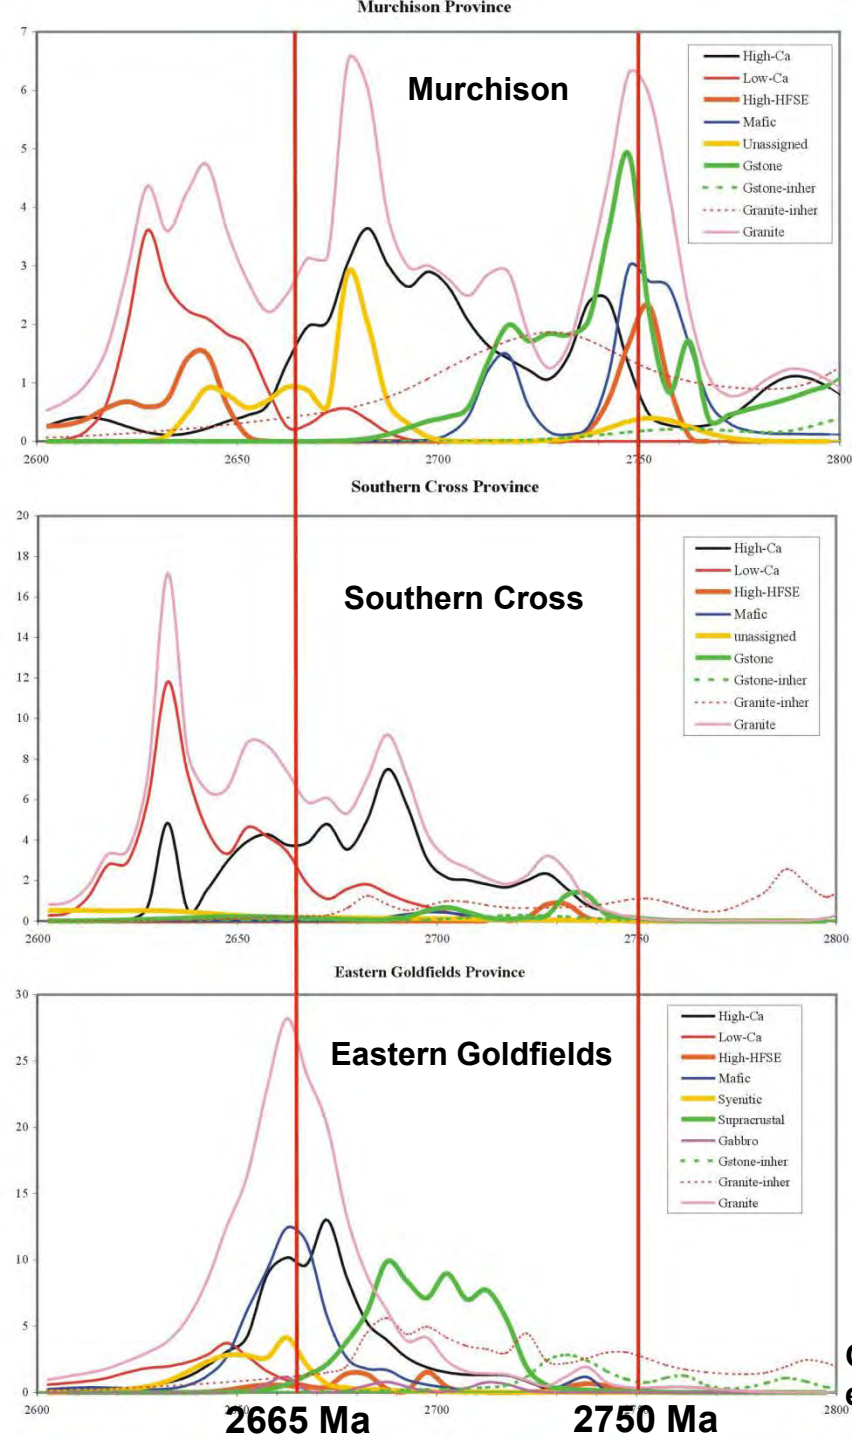 Murchison Province
7
6
5
4
3
2
1
0
Murchison
High-Ca
Low-Ca
High-HFSE
Mafic
Unassigned
Gstone
Gstone-inher
Granite-inher
Granite
2600 2650 2700 2750 2800
Southern Cross Province
20
18
16
14
12
10
8
6
4
2
0
Southern Cross
High-Ca
Low-Ca
High-HFSE
Mafic
unassigned
Gstone
Gstone-inher
Granite-inher
Granite
2600 2650 2700 2750 2800
Eastern Goldfields Province
30
25
20
15
10
5
0
Eastern Goldfields
High-Ca
Low-Ca
High-HFSE
Mafic
Syenitic
Supracrustal
Gabbro
Gstone-inher
Granite-inher
Granite
2600 2700 2800
2665 Ma 2750 Ma